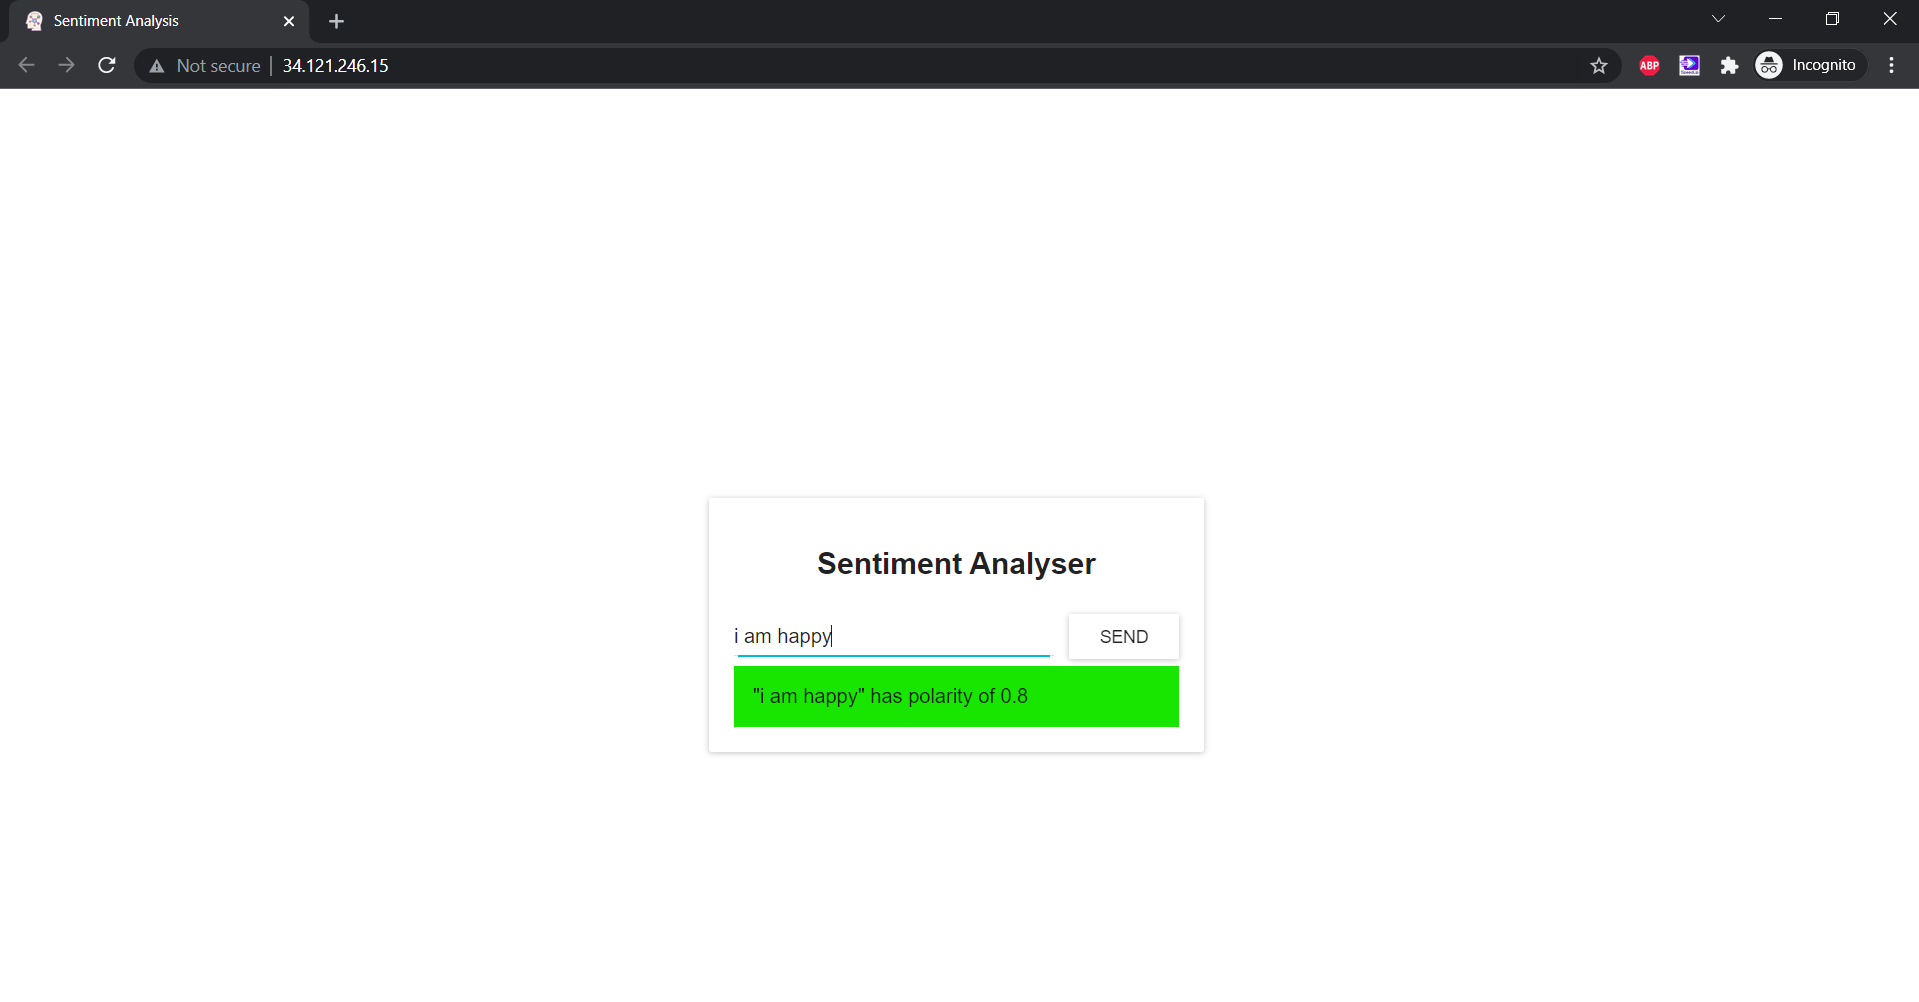 Sentiment Analysis
Not secure
34.121.246.15
ABP
Incognito
Sentiment Analyser
i am happy
SEND
"i am happy" has polarity of 0.8